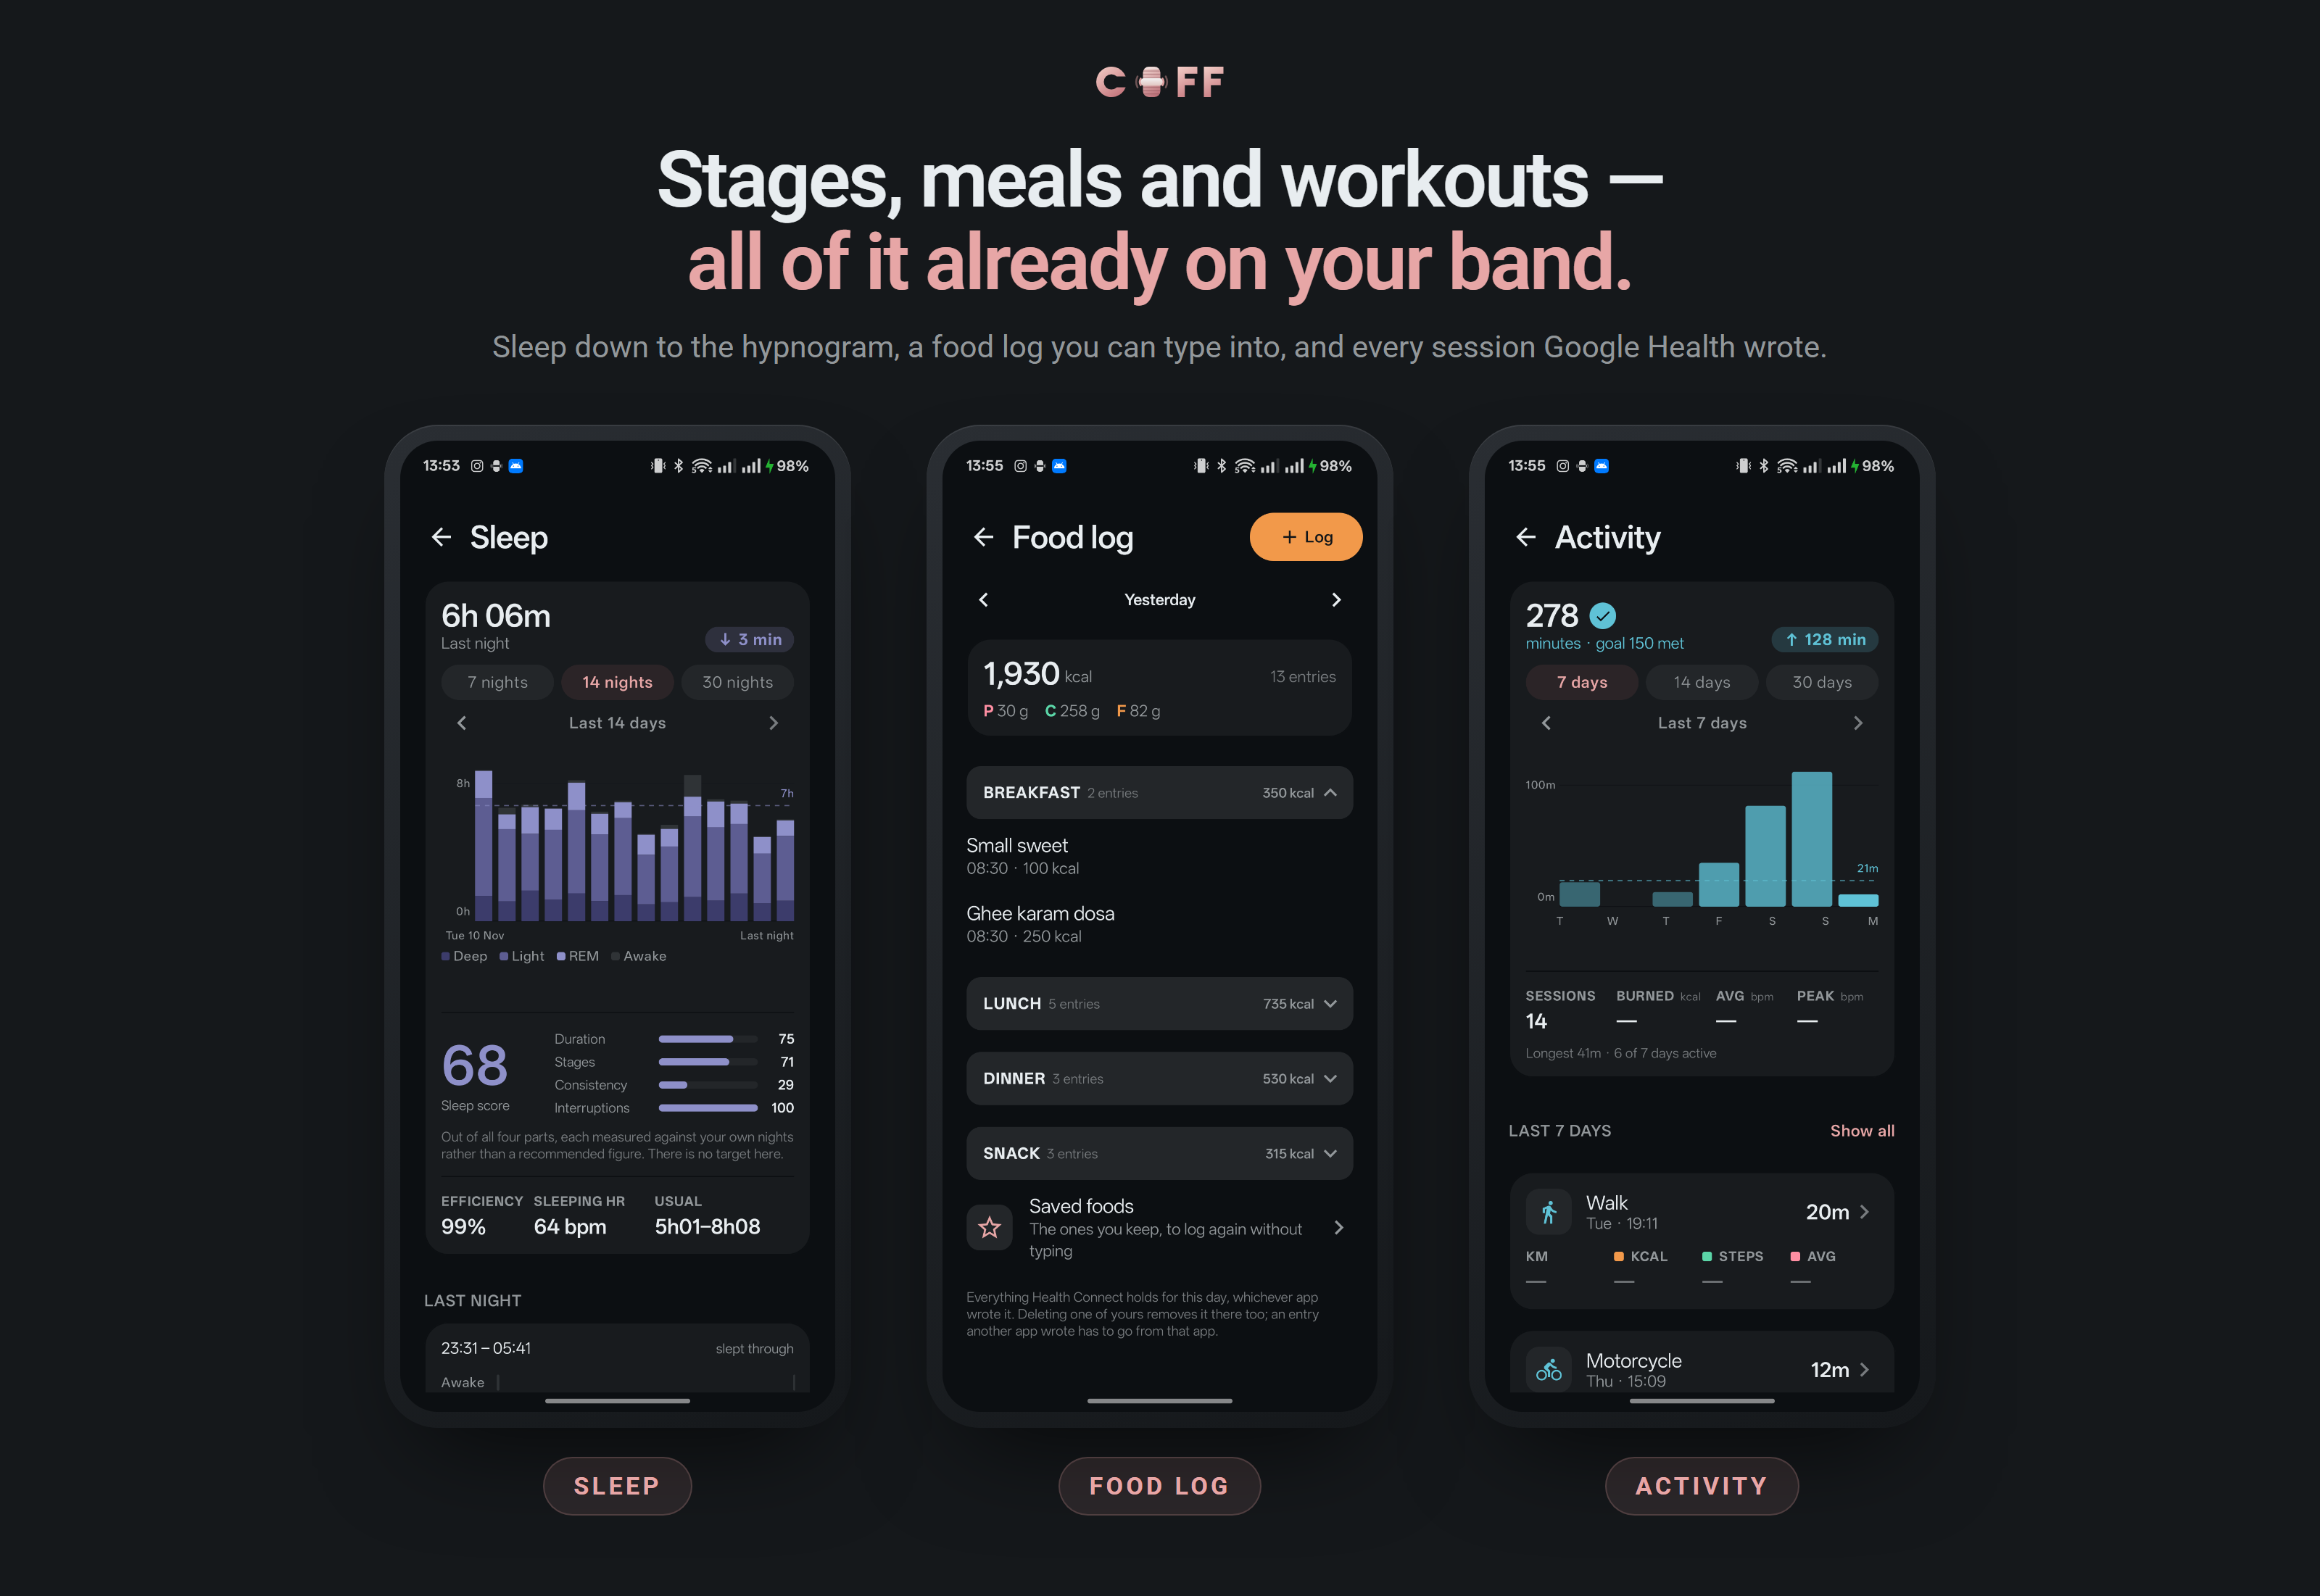 COFF
Stages, meals and workouts —
all of it already on your band.
Sleep down to the hypnogram, a food log you can type into, and every session Google Health wrote.
13:53
98%
Sleep
6h 06m
Last night
↓ 3 min
7 nights
14 nights
30 nights
Last 14 days
8h
7h
0h
Tue 10 Nov
Last night
Deep
Light
REM
Awake
68
Sleep score
Duration
75
Stages
71
Consistency
29
Interruptions
100
Out of all four parts, each measured against your own nights
rather than a recommended figure. There is no target here.
EFFICIENCY
SLEEPING HR
USUAL
99%
64 bpm
5h01–8h08
LAST NIGHT
23:31 – 05:41
slept through
Awake
SLEEP
13:55
98%
Food log
+ Log
Yesterday
1,930 kcal
13 entries
P 30 g
C 258 g
F 82 g
BREAKFAST 2 entries
350 kcal
Small sweet
08:30 · 100 kcal
Ghee karam dosa
08:30 · 250 kcal
LUNCH 5 entries
735 kcal
DINNER 3 entries
530 kcal
SNACK 3 entries
315 kcal
Saved foods
The ones you keep, to log again without
typing
Everything Health Connect holds for this day, whichever app
wrote it. Deleting one of yours removes it there too; an entry
another app wrote has to go from that app.
FOOD LOG
13:55
98%
Activity
278
minutes · goal 150 met
↑ 128 min
7 days
14 days
30 days
Last 7 days
100m
21m
0m
T W T F S S M
SESSIONS
BURNED kcal
AVG bpm
PEAK bpm
14
—
—
—
Longest 41m · 6 of 7 days active
LAST 7 DAYS
Show all
Walk
Tue · 19:11
20m
KM
KCAL
STEPS
AVG
—
—
—
—
Motorcycle
Thu · 15:09
12m
ACTIVITY